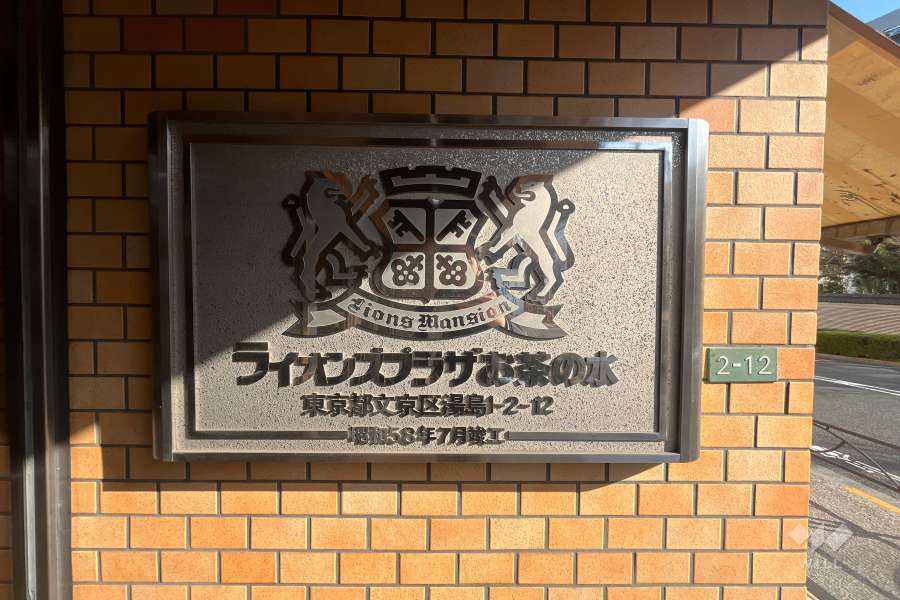 Lions Mansion
ライオンズプラザお茶の水
東京都文京区湯島1-2-12
昭和58年7月竣工
2-12
WILL